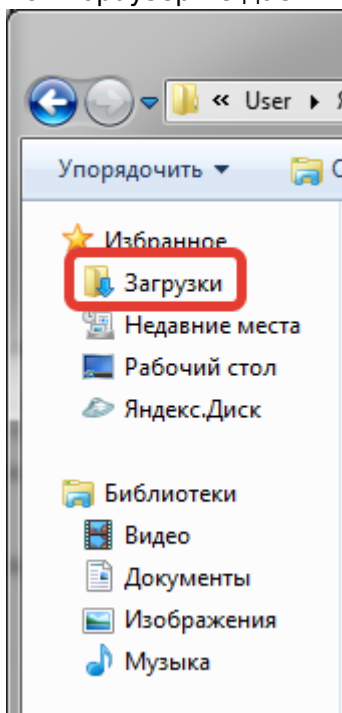 « User ▸
Упорядочить ▼
Избранное
Загрузки
Недавние места
Рабочий стол
Яндекс.Диск
Библиотеки
Видео
Документы
Изображения
Музыка